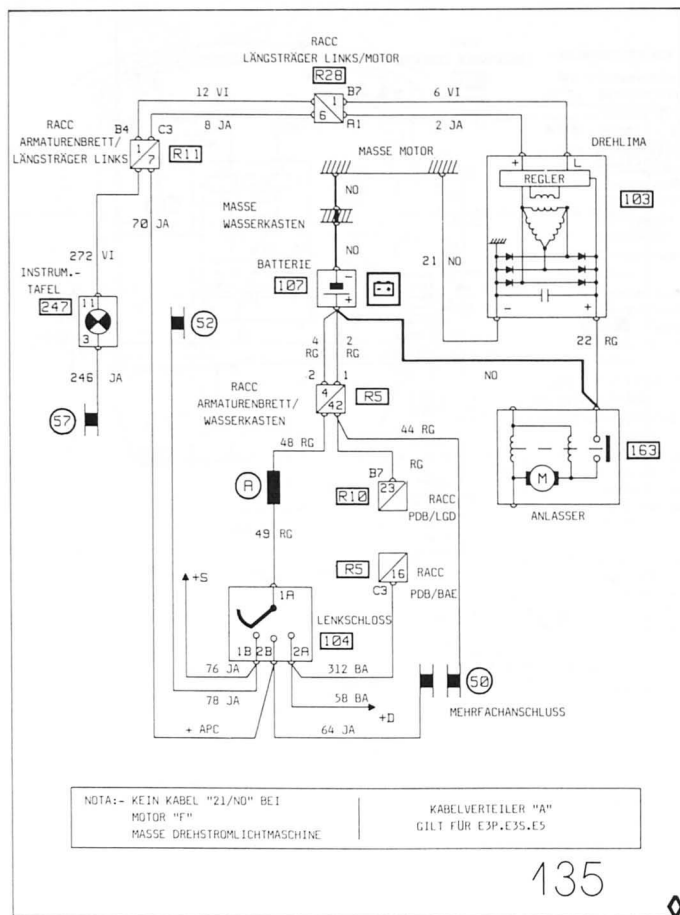 RACC
LÄNGSTRÄGER LINKS/MOTOR
R28
12 VI
B7
6 VI
1
6
8 JA
A1
2 JA
RACC
ARMATURENBRETT/
LÄNGSTRÄGER LINKS
B4
C3
1
7
R11
MASSE MOTOR
DREHLIMA
+
L
REGLER
103
NO
MASSE
WASSERKASTEN
70 JA
NO
21
NO
272
VI
BATTERIE
107
-
+
INSTRUM.-
TAFEL
247
11
3
52
-
+
22
RG
4
RG
2
RG
246
JA
2
1
NO
RACC
ARMATURENBRETT/
WASSERKASTEN
4
42
R5
57
44 RG
48 RG
163
M
B7
RG
A
R10
23
RACC
PDB/LGD
ANLASSER
49
RG
R5
16
RACC
PDB/BAE
+S
C3
1A
LENKSCHLOSS
104
1B
2B
2A
76 JA
312 BA
50
78 JA
58 BA
+D
MEHRFACHANSCHLUSS
+ APC
64 JA
NOTA:- KEIN KABEL "21/NO" BEI
MOTOR "F"
MASSE DREHSTROMLICHTMASCHINE
KABELVERTEILER "A"
GILT FÜR E3P.E3S.E5
135